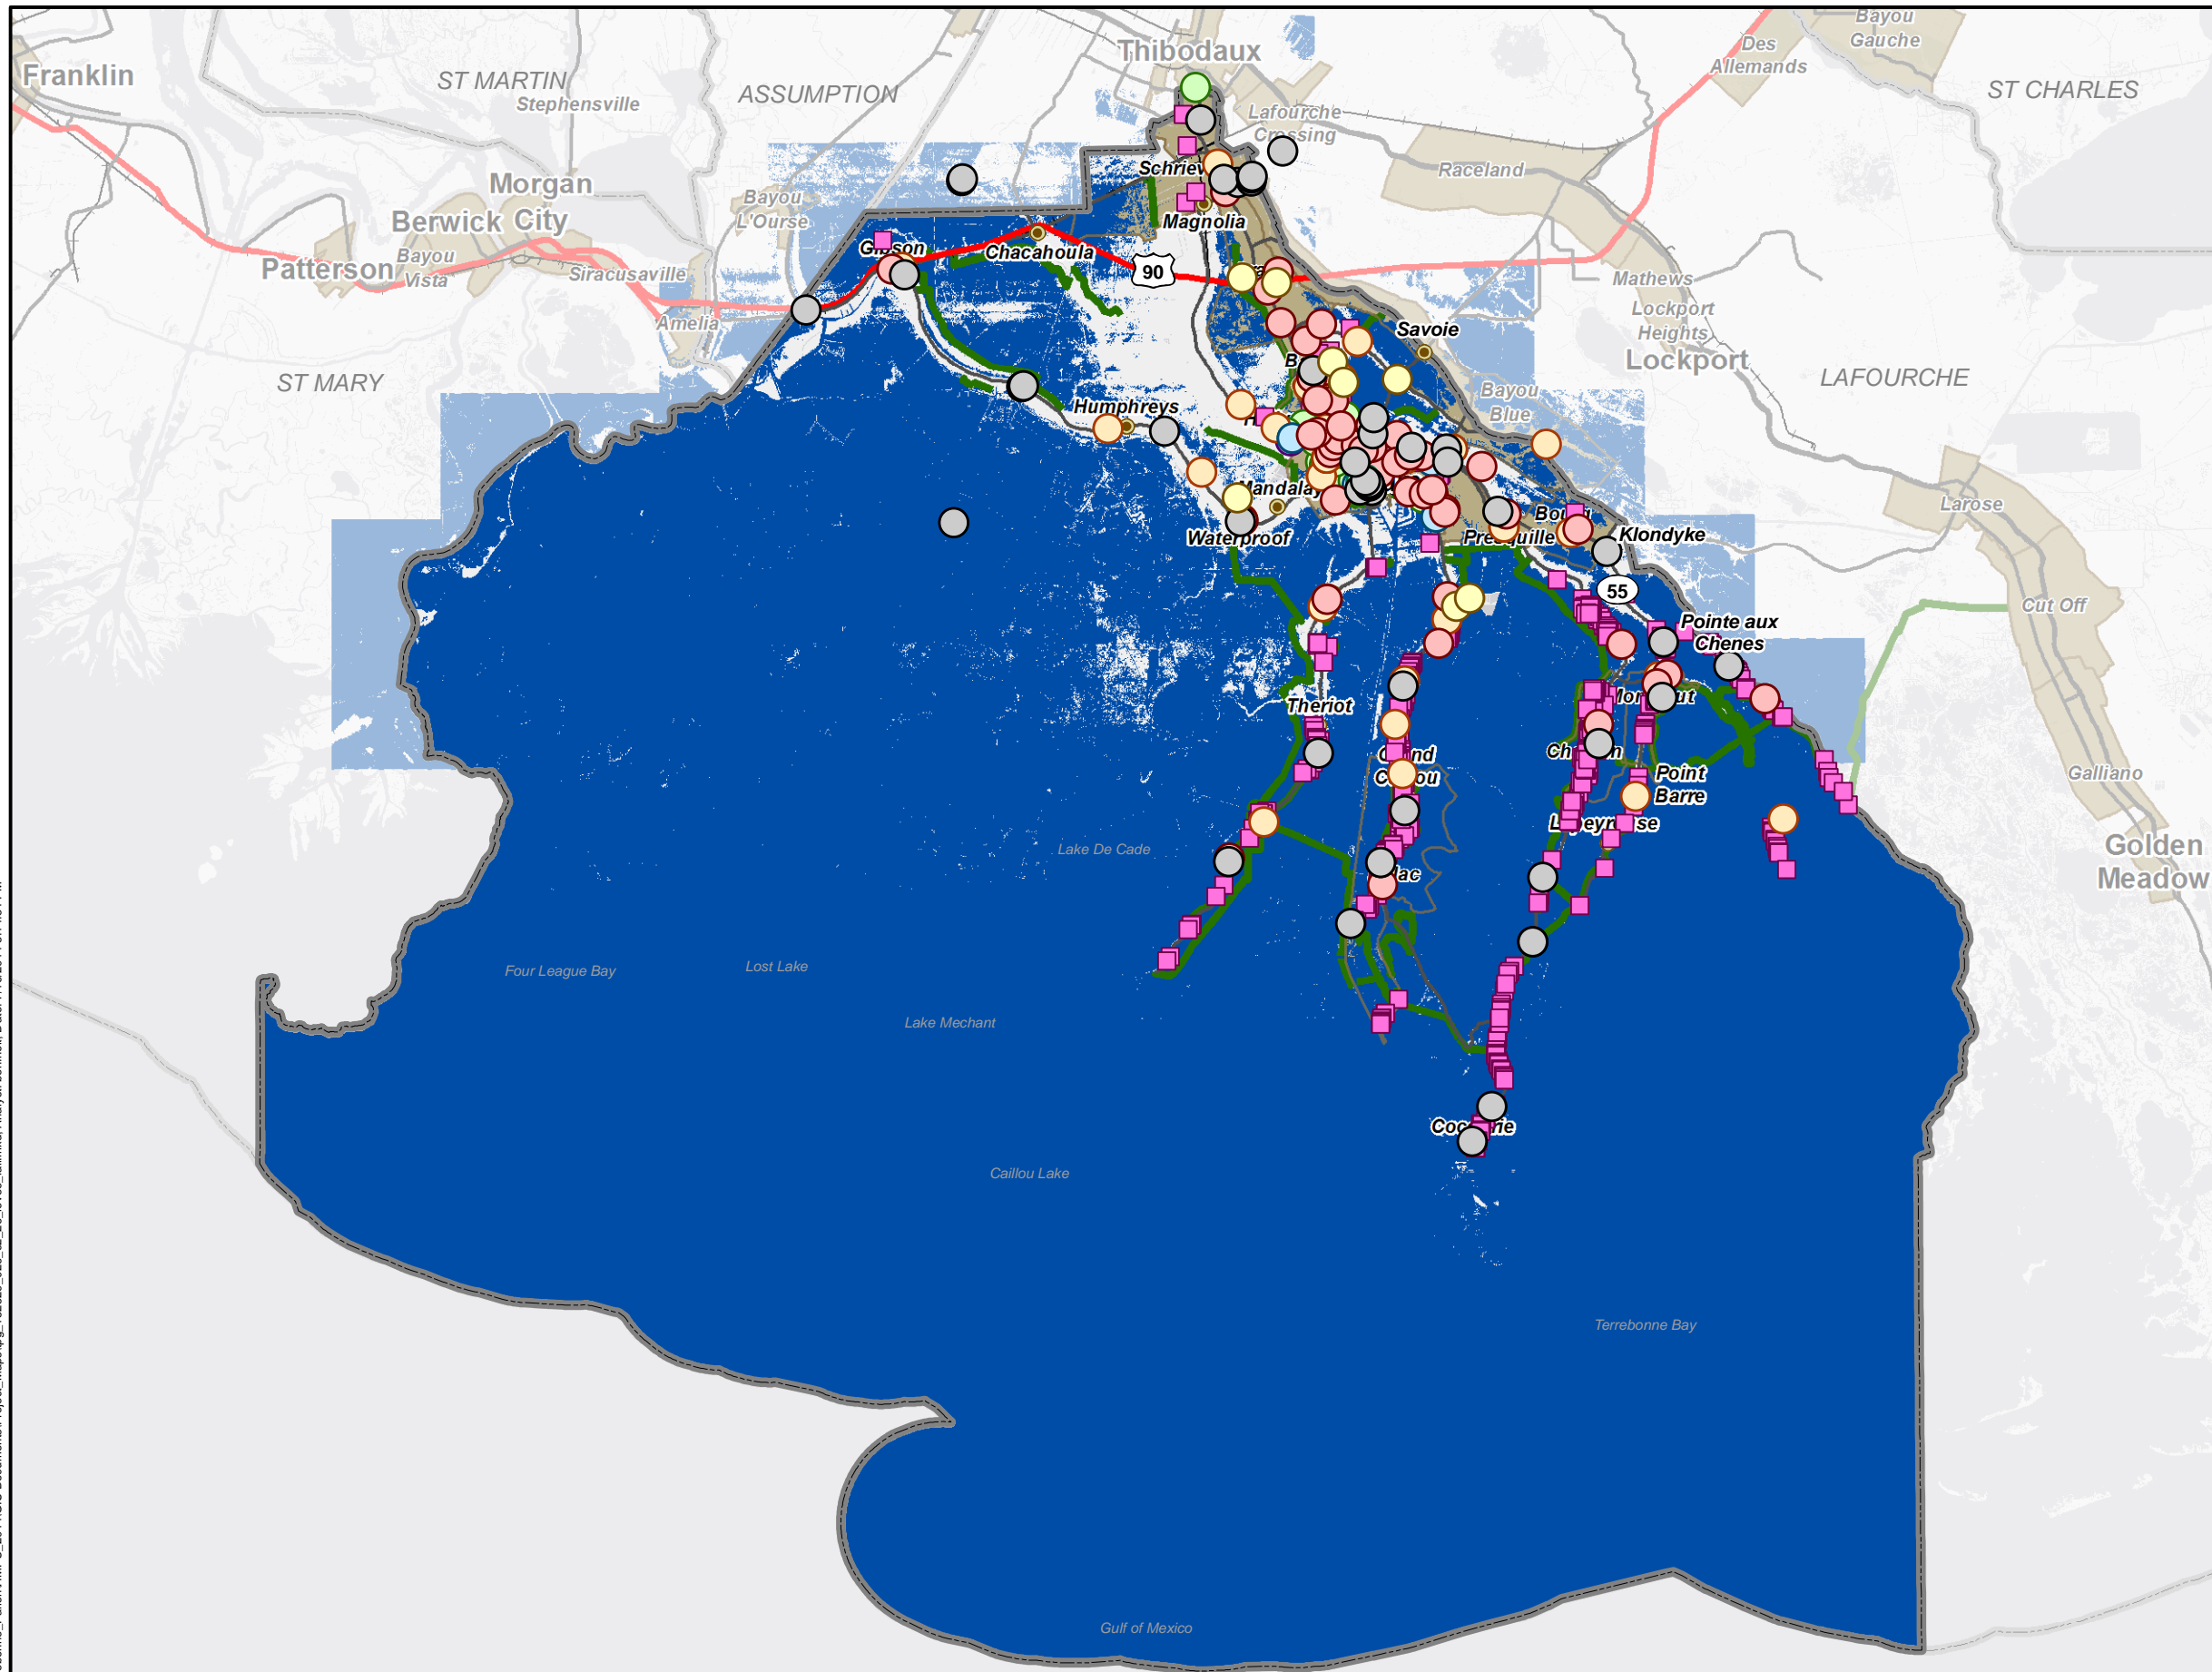 Thibodaux
Bayou
Gauche
Des
Allemands
Franklin
ST MARTIN
Stephensville
ASSUMPTION
ST CHARLES
Lafourche
Crossing
Raceland
Morgan
City
Berwick
Bayou
L'Ourse
Magnolia
Patterson
Bayou
Vista
Siracusaville
Chacahoula
90
Mathews
Amelia
Lockport
Heights
Savoie
Lockport
ST MARY
LAFOURCHE
Bayou
Blue
Humphreys
Larose
Waterproof
Klondyke
55
Cut Off
Pointe aux
Chenes
Theriot
Point
Barre
Galliano
Lake De Cade
Golden
Meadow
Four League Bay
Lost Lake
Lake Mechant
Caillou Lake
Terrebonne Bay
Gulf of Mexico